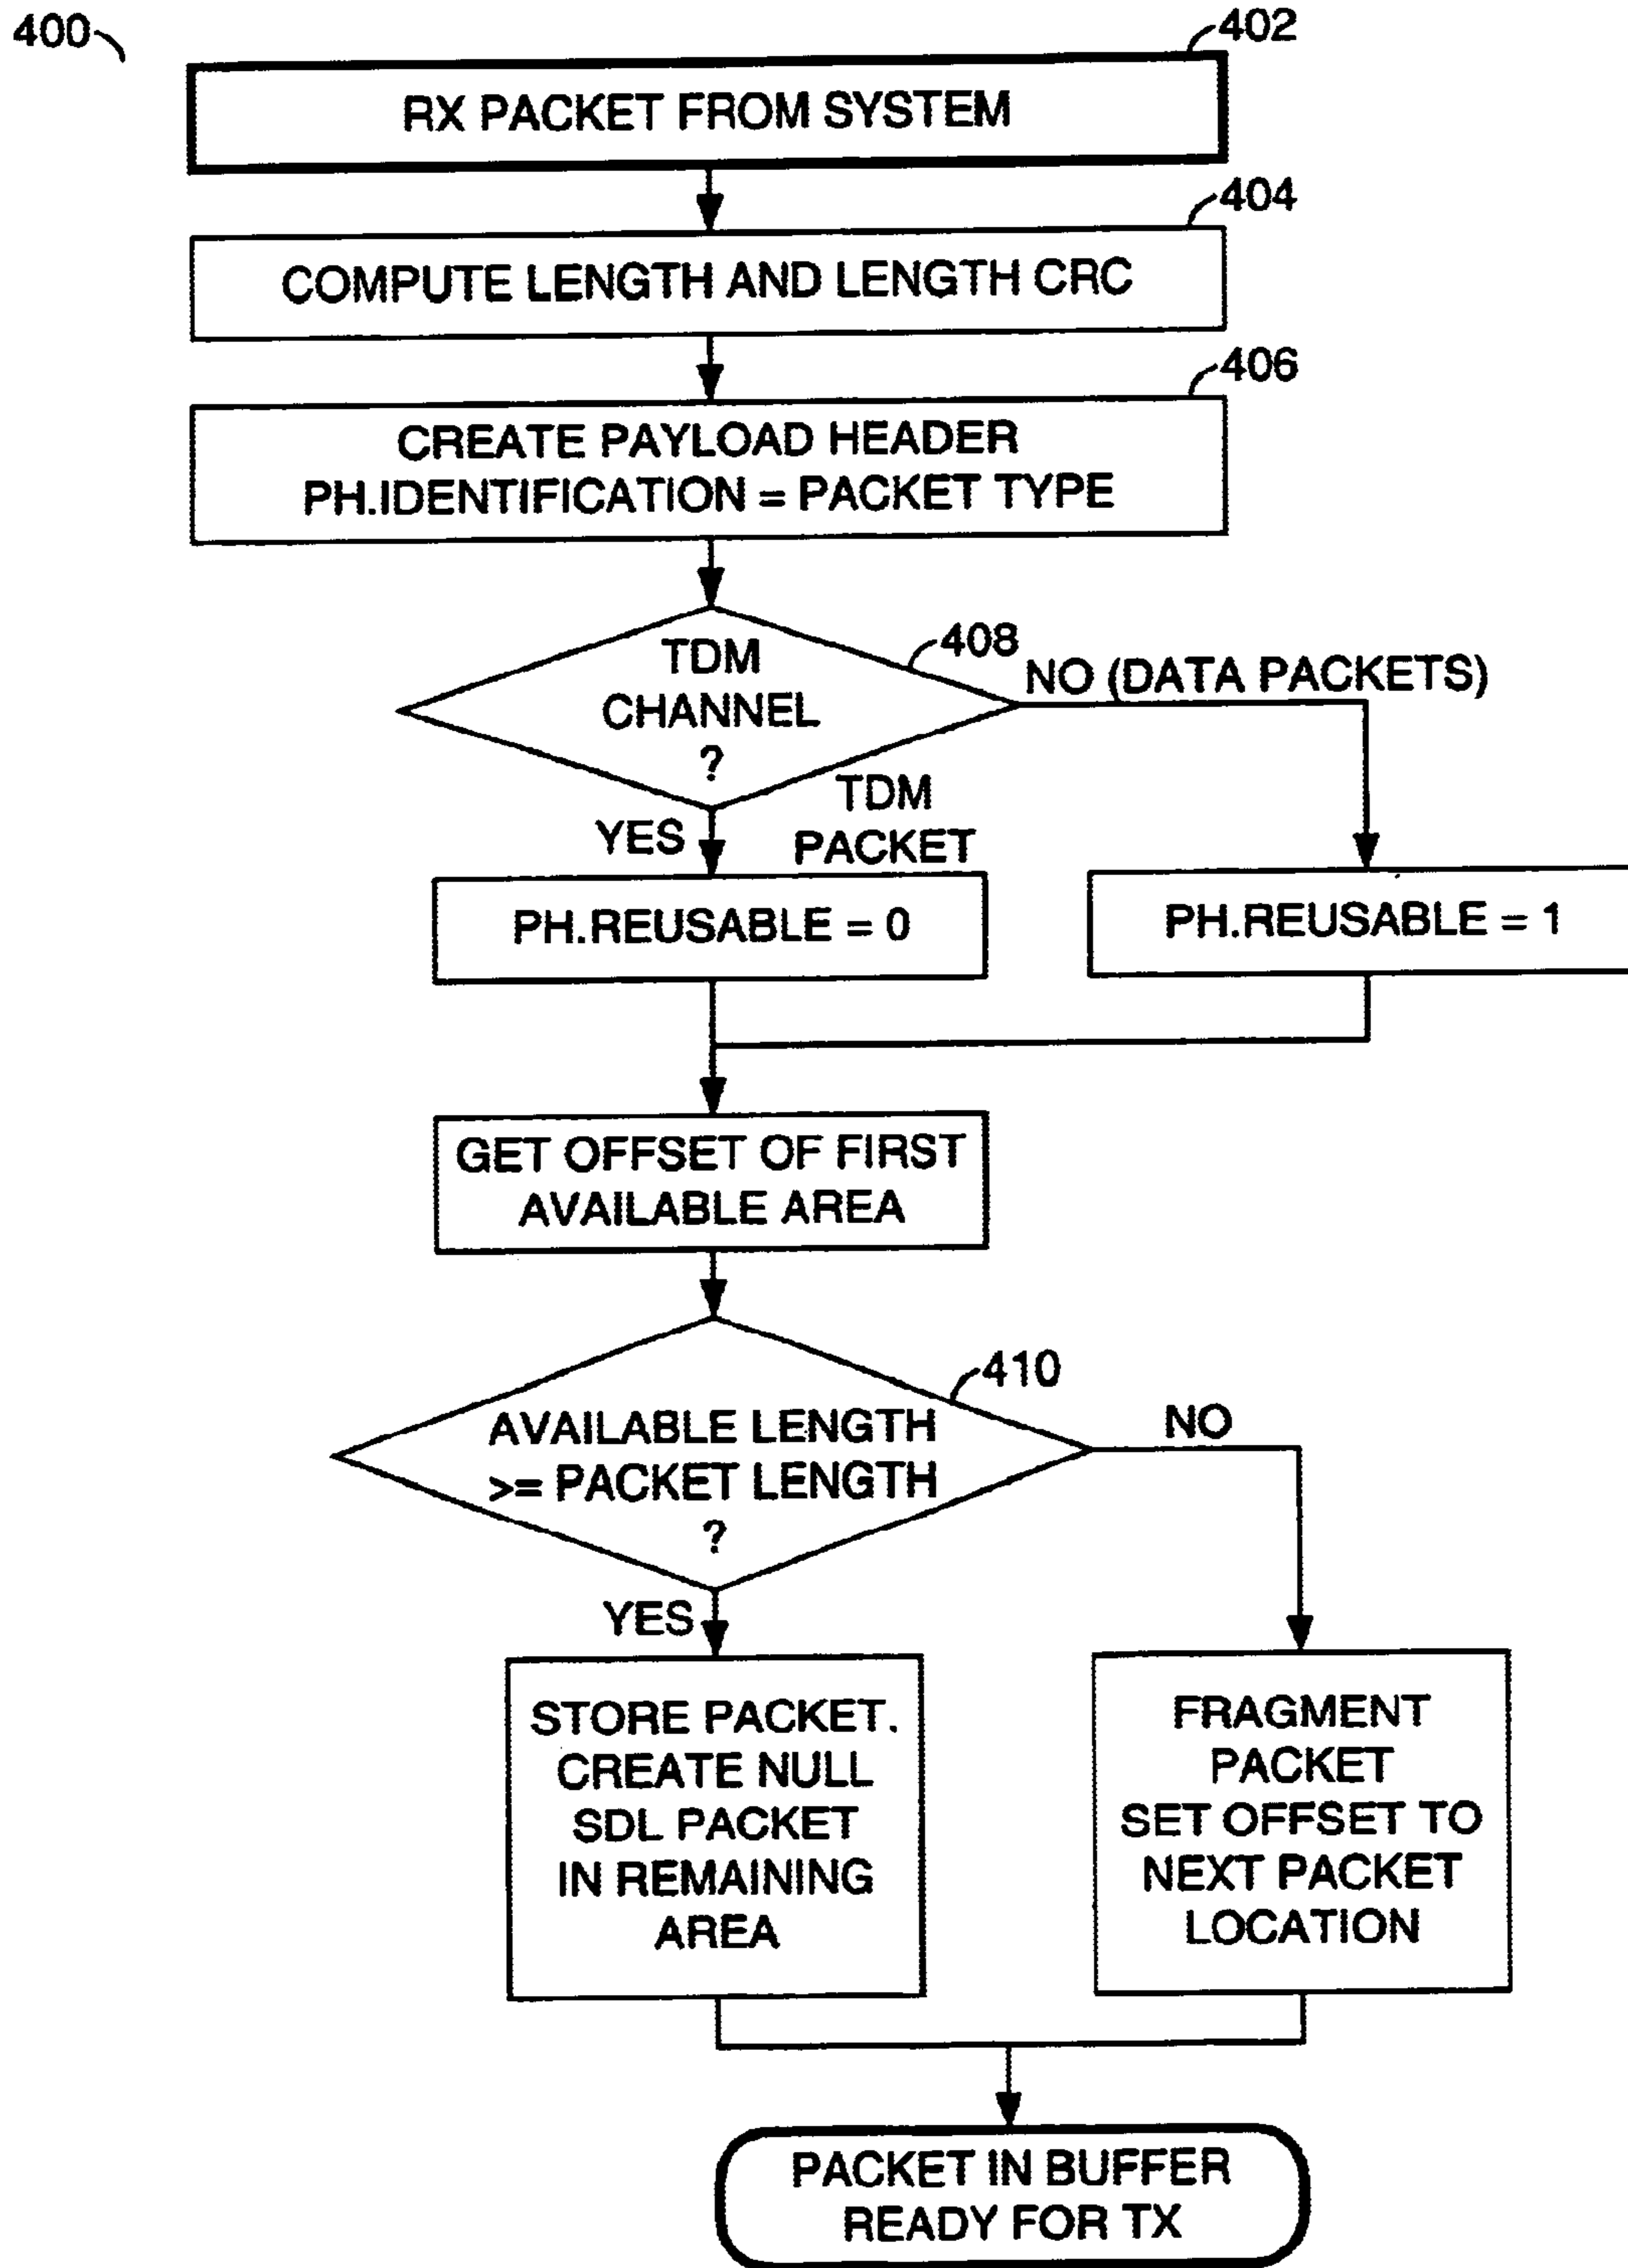 400
402
RX PACKET FROM SYSTEM
404
COMPUTE LENGTH AND LENGTH CRC
406
CREATE PAYLOAD HEADER
PH.IDENTIFICATION = PACKET TYPE
408
TDM
CHANNEL
?
NO (DATA PACKETS)
YES
TDM
PACKET
PH.REUSABLE = 0
PH.REUSABLE = 1
GET OFFSET OF FIRST
AVAILABLE AREA
410
AVAILABLE LENGTH
>= PACKET LENGTH
?
NO
YES
STORE PACKET.
CREATE NULL
SDL PACKET
IN REMAINING
AREA
FRAGMENT
PACKET
SET OFFSET TO
NEXT PACKET
LOCATION
PACKET IN BUFFER
READY FOR TX